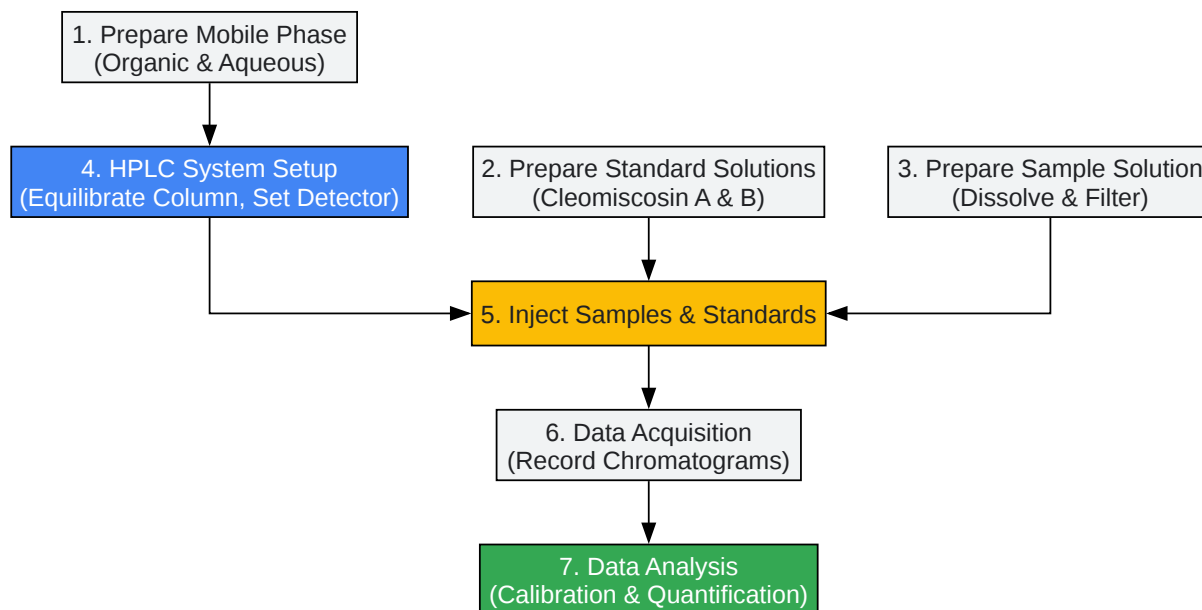 1. Prepare Mobile Phase
(Organic & Aqueous)
4. HPLC System Setup
(Equilibrate Column, Set Detector)
2. Prepare Standard Solutions
(Cleomiscosin A & B)
3. Prepare Sample Solution
(Dissolve & Filter)
5. Inject Samples & Standards
6. Data Acquisition
(Record Chromatograms)
7. Data Analysis
(Calibration & Quantification)